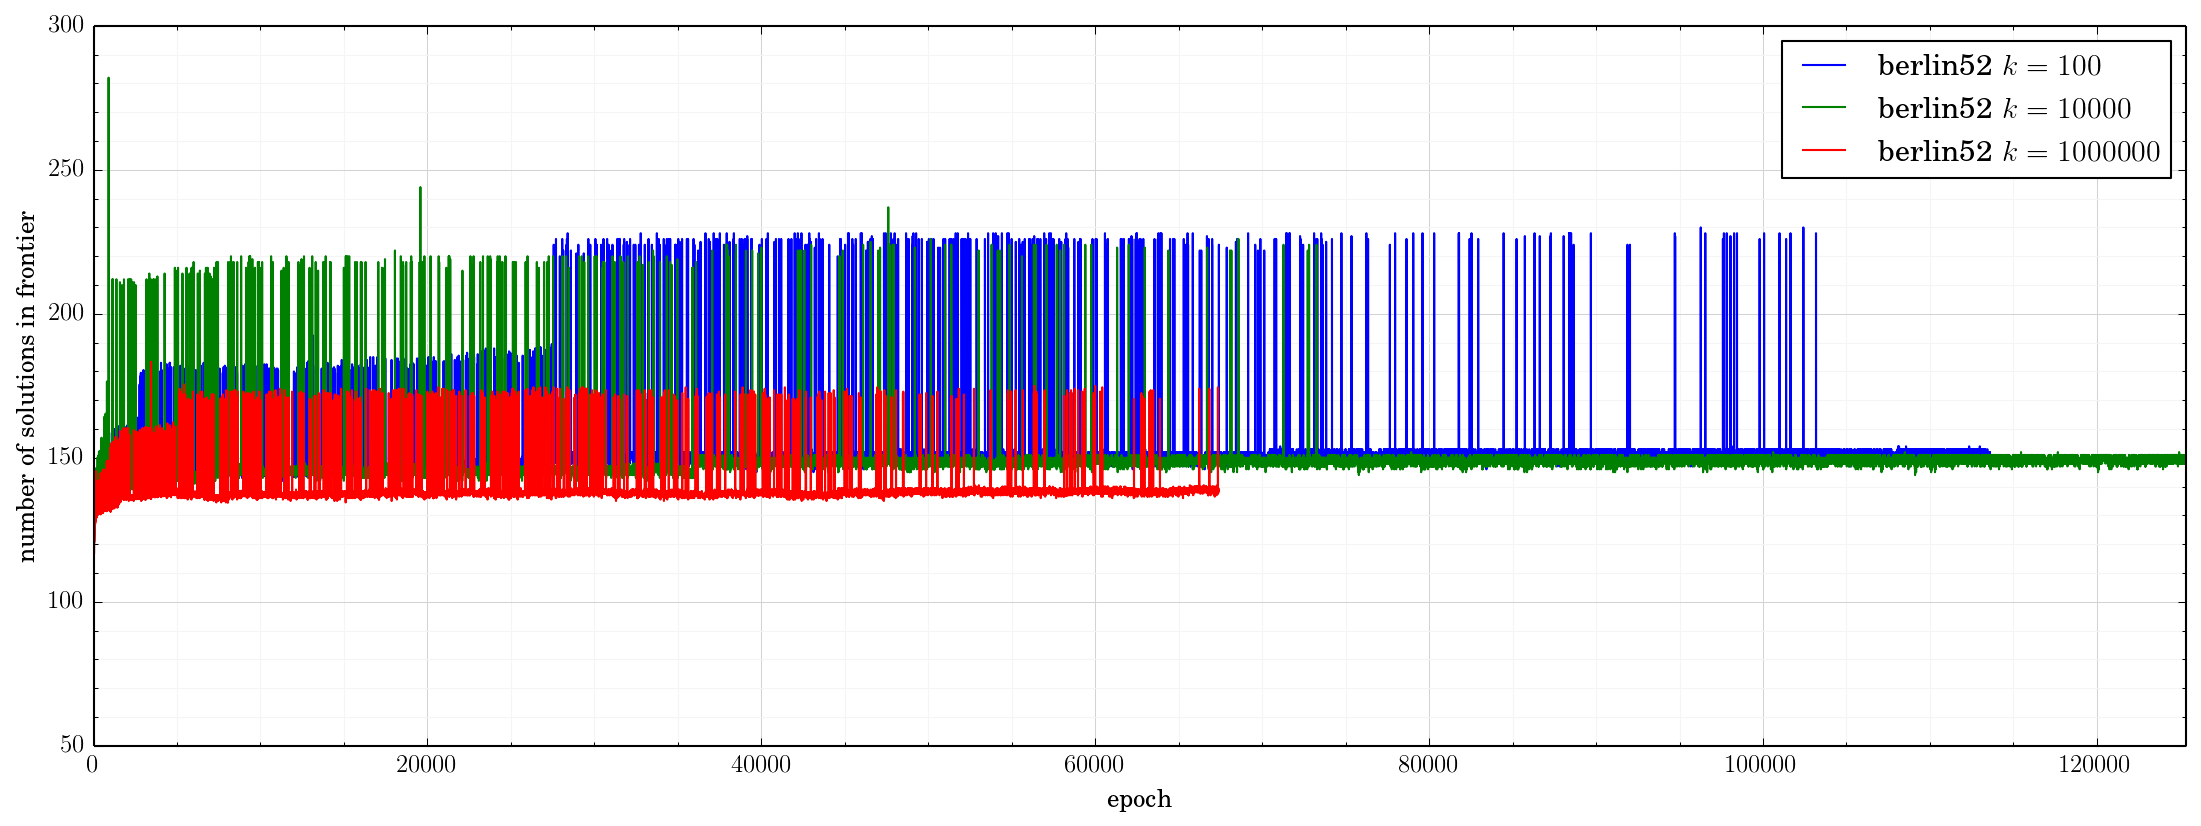 300
250
200
150
100
50
number of solutions in frontier
berlin52 k = 100
berlin52 k = 10000
berlin52 k = 1000000
0 20000 40000 60000 80000 100000 120000
epoch